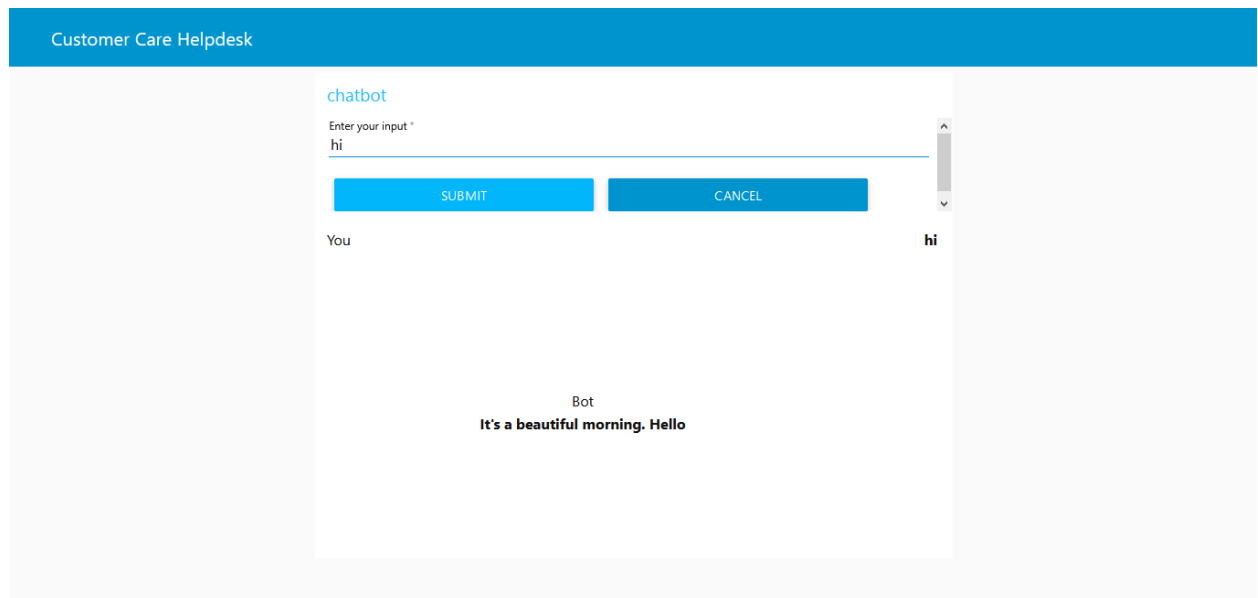 Customer Care Helpdesk
chatbot
Enter your input *
hi
SUBMIT CANCEL
You hi
Bot
It's a beautiful morning. Hello